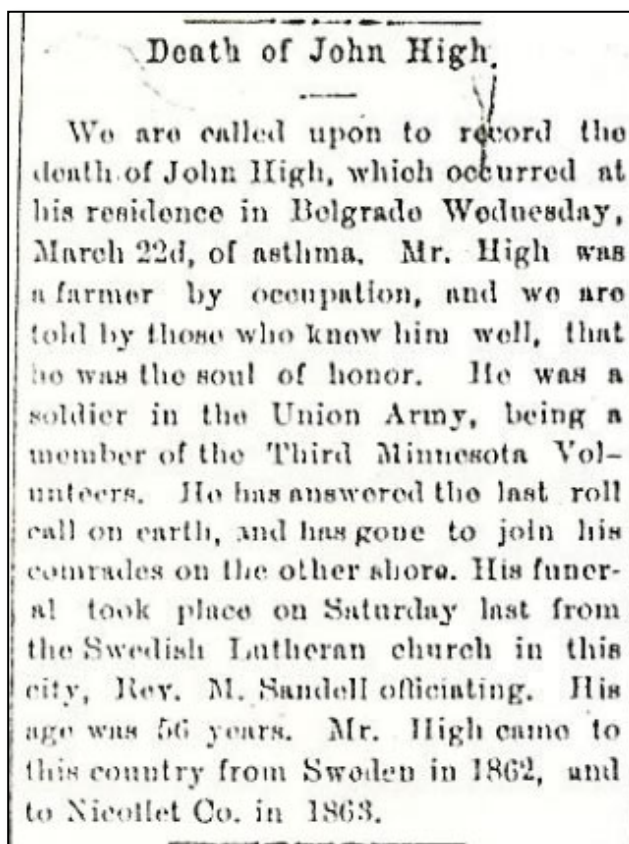 Death of John High.
We are called upon to record the
death of John High, which occurred at
his residence in Belgrade Wednesday,
March 22d, of asthma. Mr. High was
a farmer by occupation, and we are
told by those who know him well, that
he was the soul of honor. He was a
soldier in the Union Army, being a
member of the Third Minnesota Vol-
unteers. He has answered the last roll
call on earth, and has gone to join his
comrades on the other shore. His funer-
al took place on Saturday last from
the Swedish Lutheran church in this
city, Rev. M. Sandell officiating. His
age was 56 years. Mr. High came to
this country from Sweden in 1862, and
to Nicollet Co. in 1863.